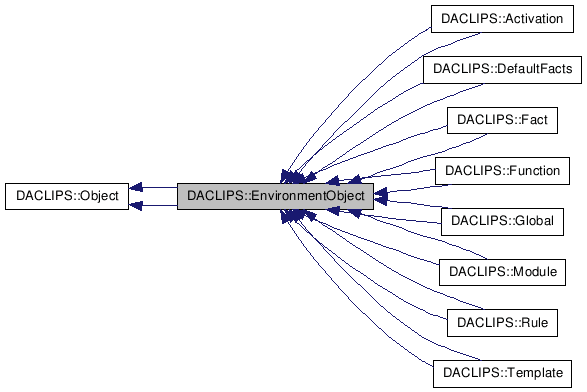 DACLIPS::Activation
DACLIPS::DefaultFacts
DACLIPS::Fact
DACLIPS::Function
DACLIPS::Object
DACLIPS::EnvironmentObject
DACLIPS::Global
DACLIPS::Module
DACLIPS::Rule
DACLIPS::Template